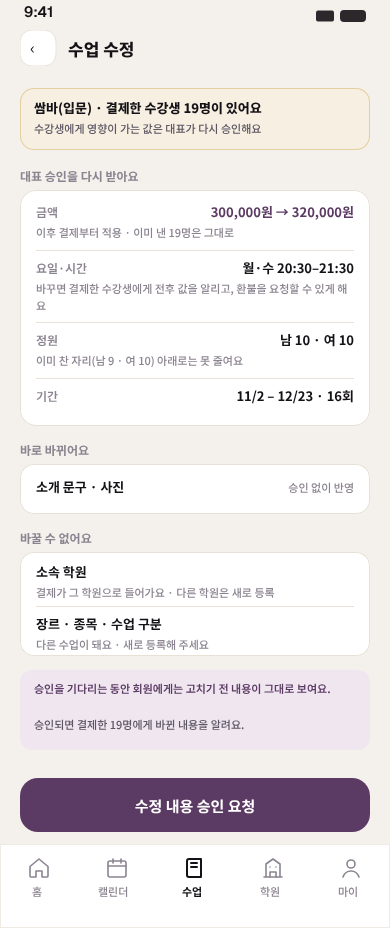 9:41
‹ 수업 수정
쌈바(입문) · 결제한 수강생 19명이 있어요
수강생에게 영향이 가는 값은 대표가 다시 승인해요
대표 승인을 다시 받아요
금액 300,000원 → 320,000원
이후 결제부터 적용 · 이미 낸 19명은 그대로
요일·시간 월·수 20:30–21:30
바꾸면 결제한 수강생에게 전후 값을 알리고, 환불을 요청할 수 있게 해
요
정원 남 10 · 여 10
이미 찬 자리(남 9 · 여 10) 아래로는 못 줄여요
기간 11/2 – 12/23 · 16회
바로 바뀌어요
소개 문구 · 사진 승인 없이 반영
바꿀 수 없어요
소속 학원
결제가 그 학원으로 들어가요 · 다른 학원은 새로 등록
장르 · 종목 · 수업 구분
다른 수업이 돼요 · 새로 등록해 주세요
승인을 기다리는 동안 회원에게는 고치기 전 내용이 그대로 보여요.
승인되면 결제한 19명에게 바뀐 내용을 알려요.
수정 내용 승인 요청
홈 캘린더 수업 학원 마이